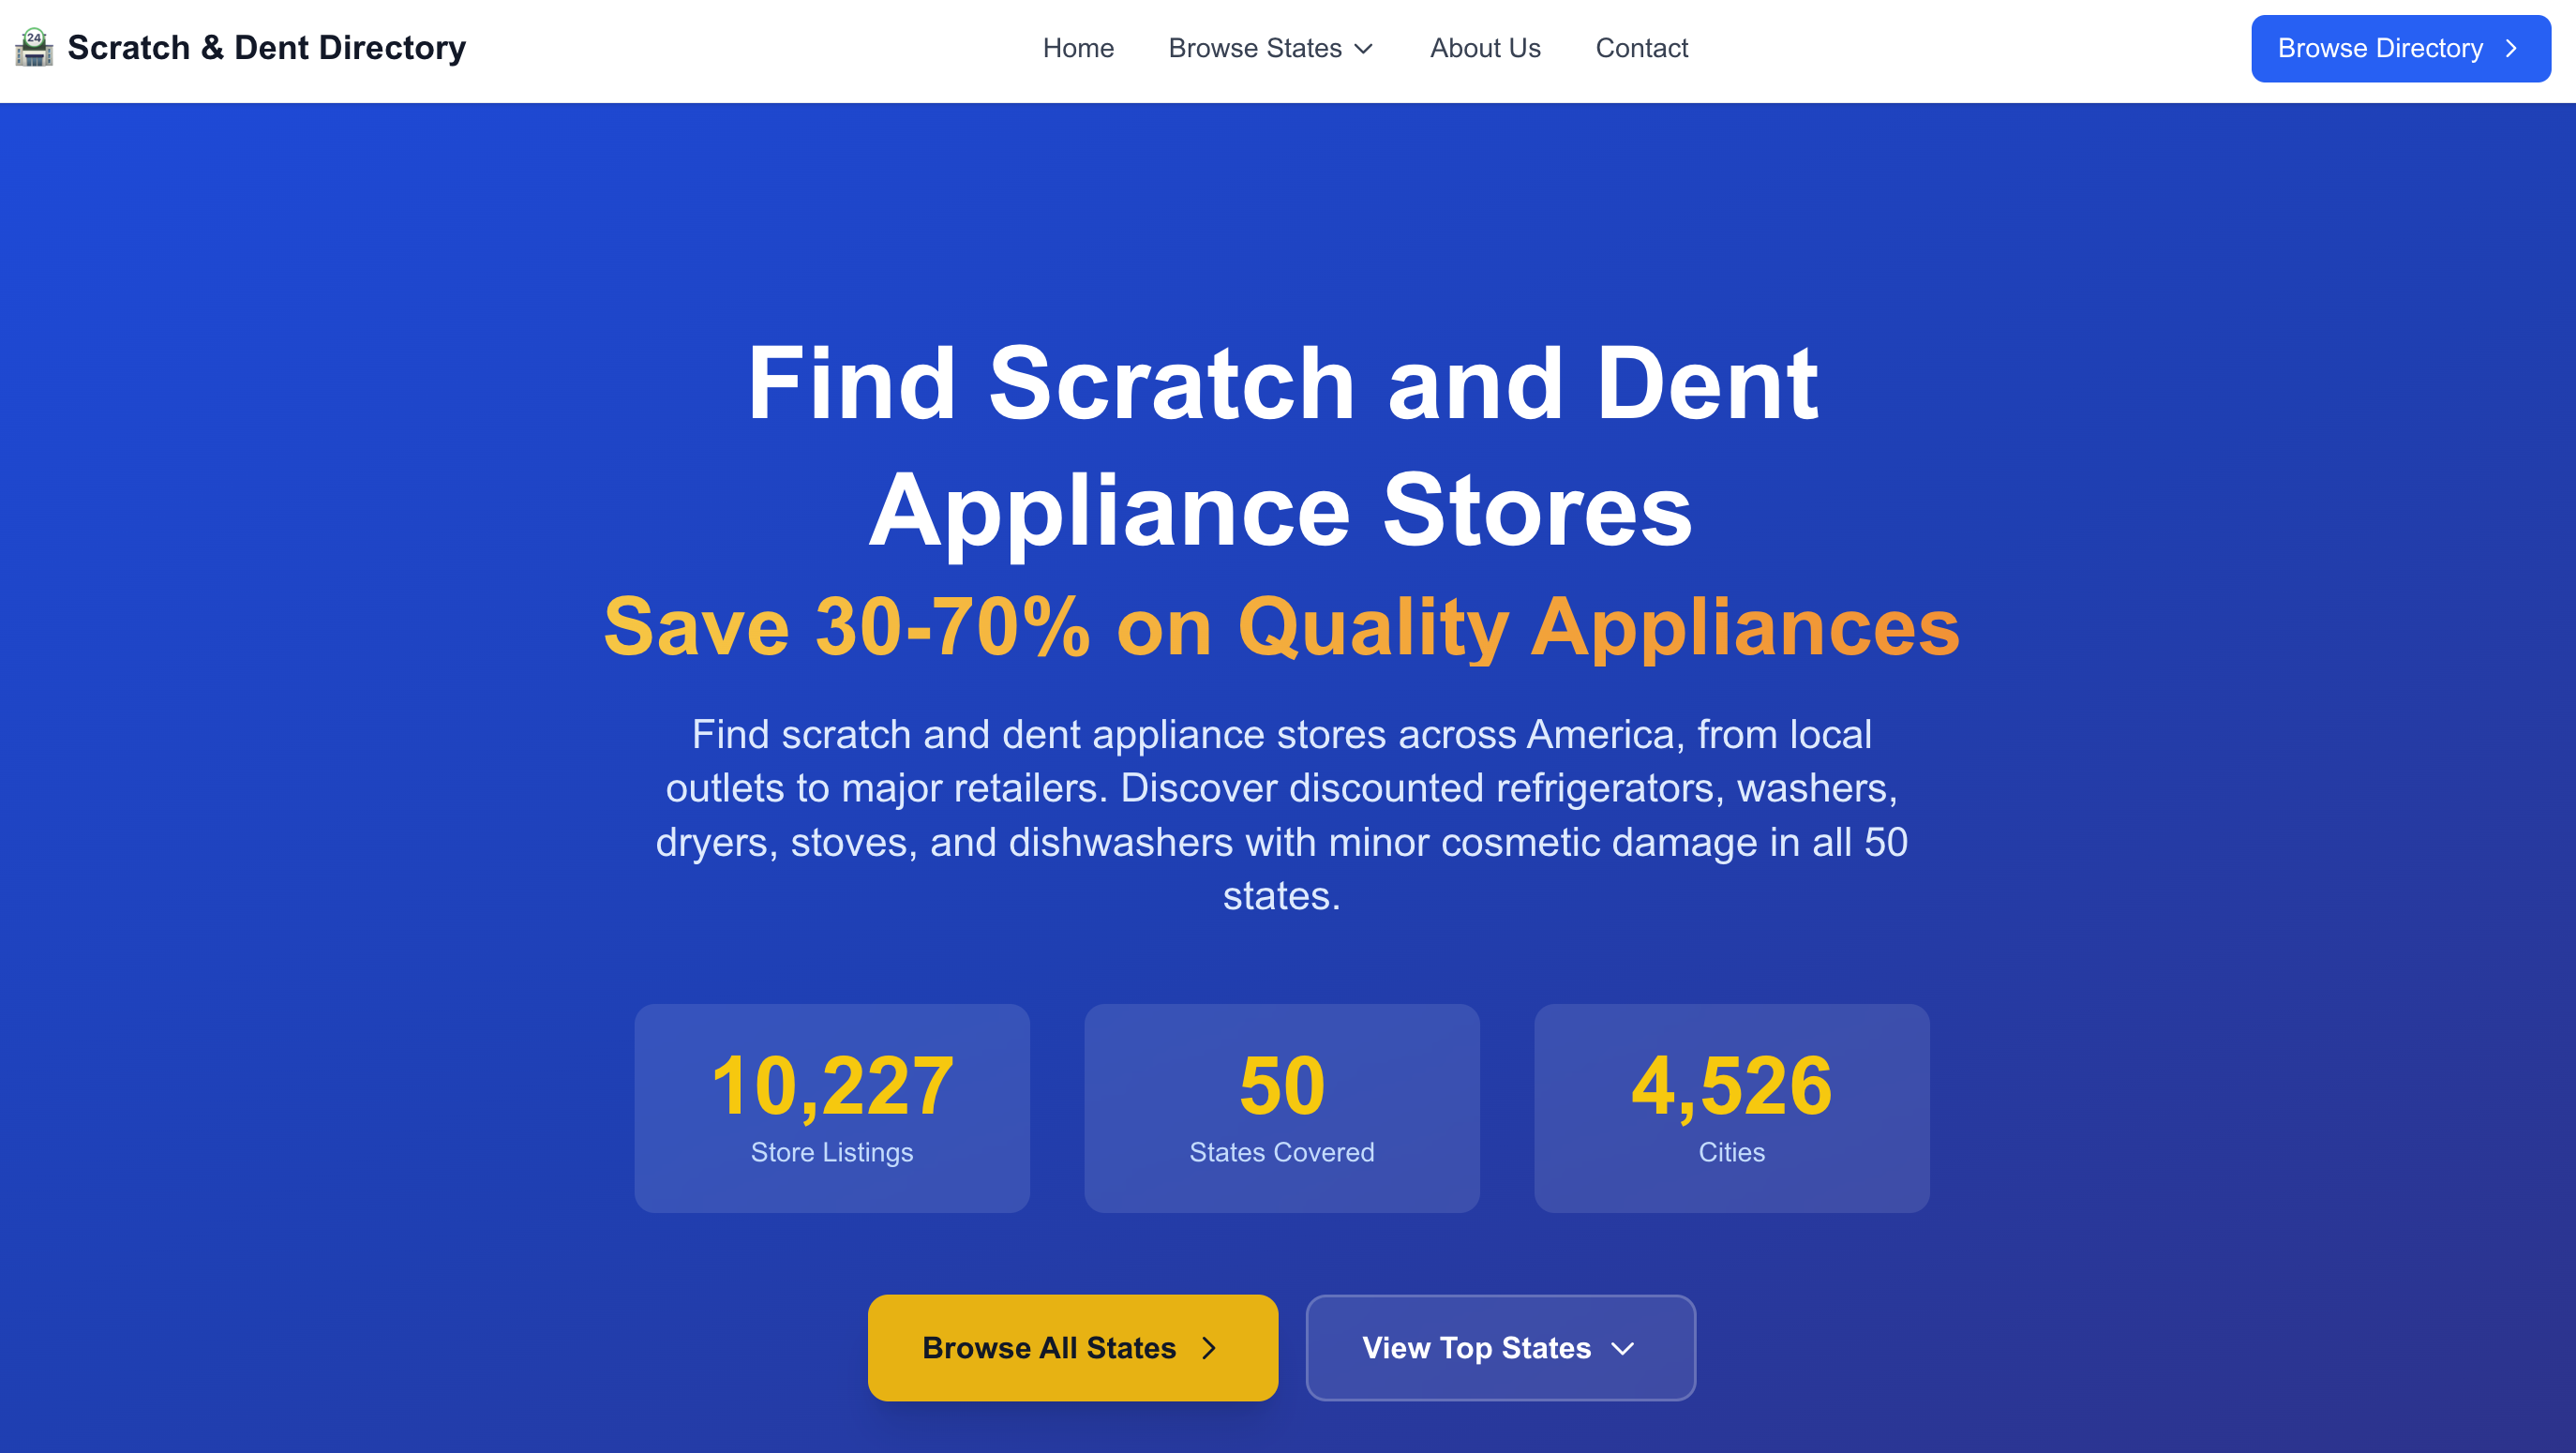 24
Scratch & Dent Directory
Home
Browse States
About Us
Contact
Browse Directory
Find Scratch and Dent
Appliance Stores
Save 30-70% on Quality Appliances
Find scratch and dent appliance stores across America, from local
outlets to major retailers. Discover discounted refrigerators, washers,
dryers, stoves, and dishwashers with minor cosmetic damage in all 50
states.
10,227
Store Listings
50
States Covered
4,526
Cities
Browse All States
View Top States